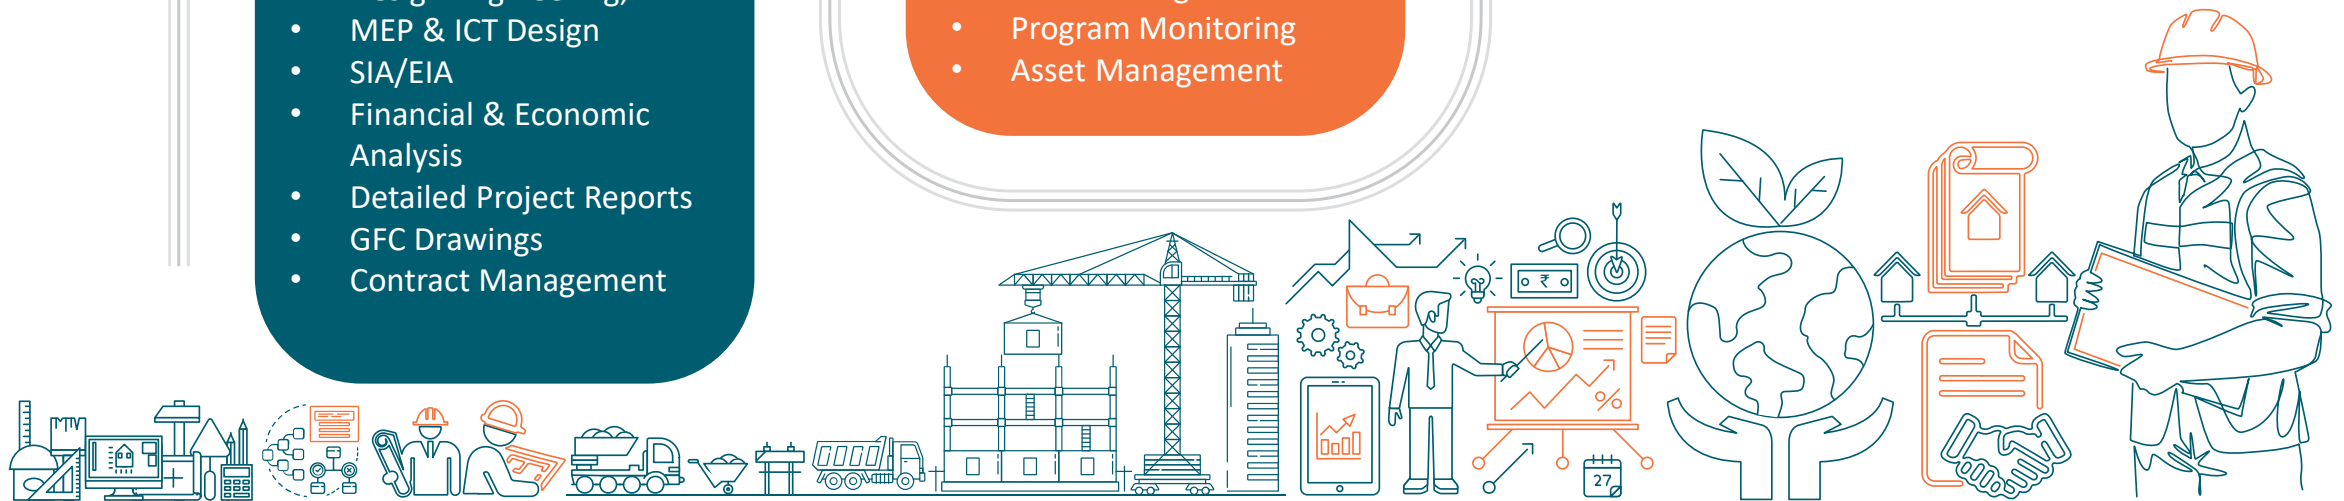 • MEP & ICT Design
• SIA/EIA
• Financial & Economic
Analysis
• Detailed Project Reports
• GFC Drawings
• Contract Management
• Program Monitoring
• Asset Management
₹
%
27